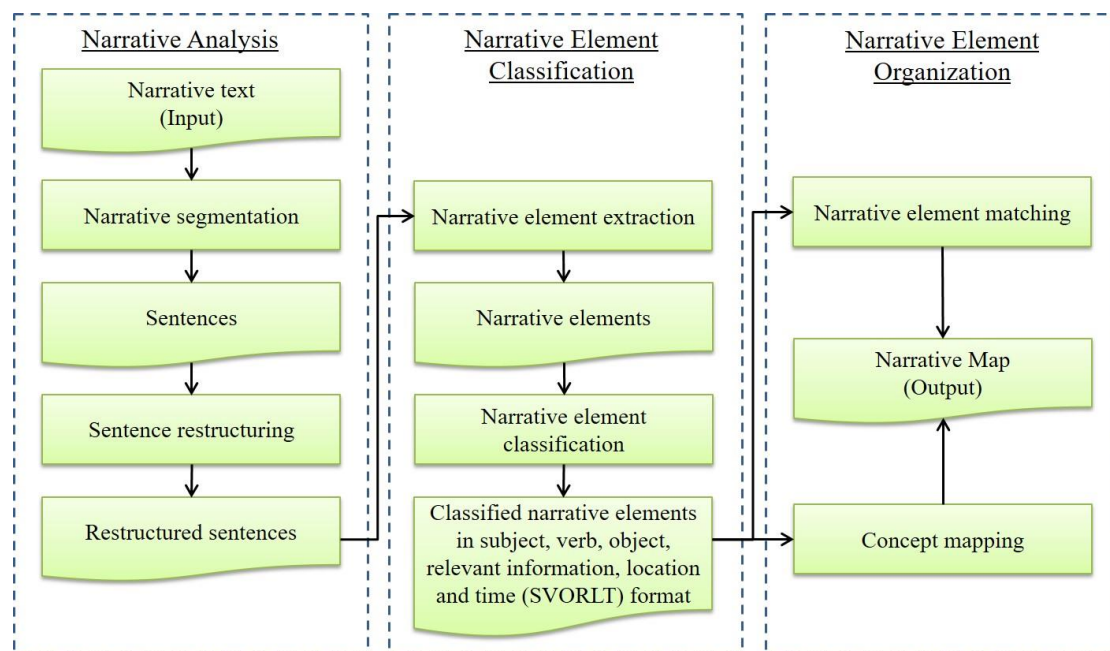 Narrative Analysis
Narrative text
(Input)
Narrative segmentation
Sentences
Sentence restructuring
Restructured sentences
Narrative Element
Classification
Narrative element extraction
Narrative elements
Narrative element
classification
Classified narrative elements
in subject, verb, object,
relevant information, location
and time (SVORLT) format
Narrative Element
Organization
Narrative element matching
Narrative Map
(Output)
Concept mapping